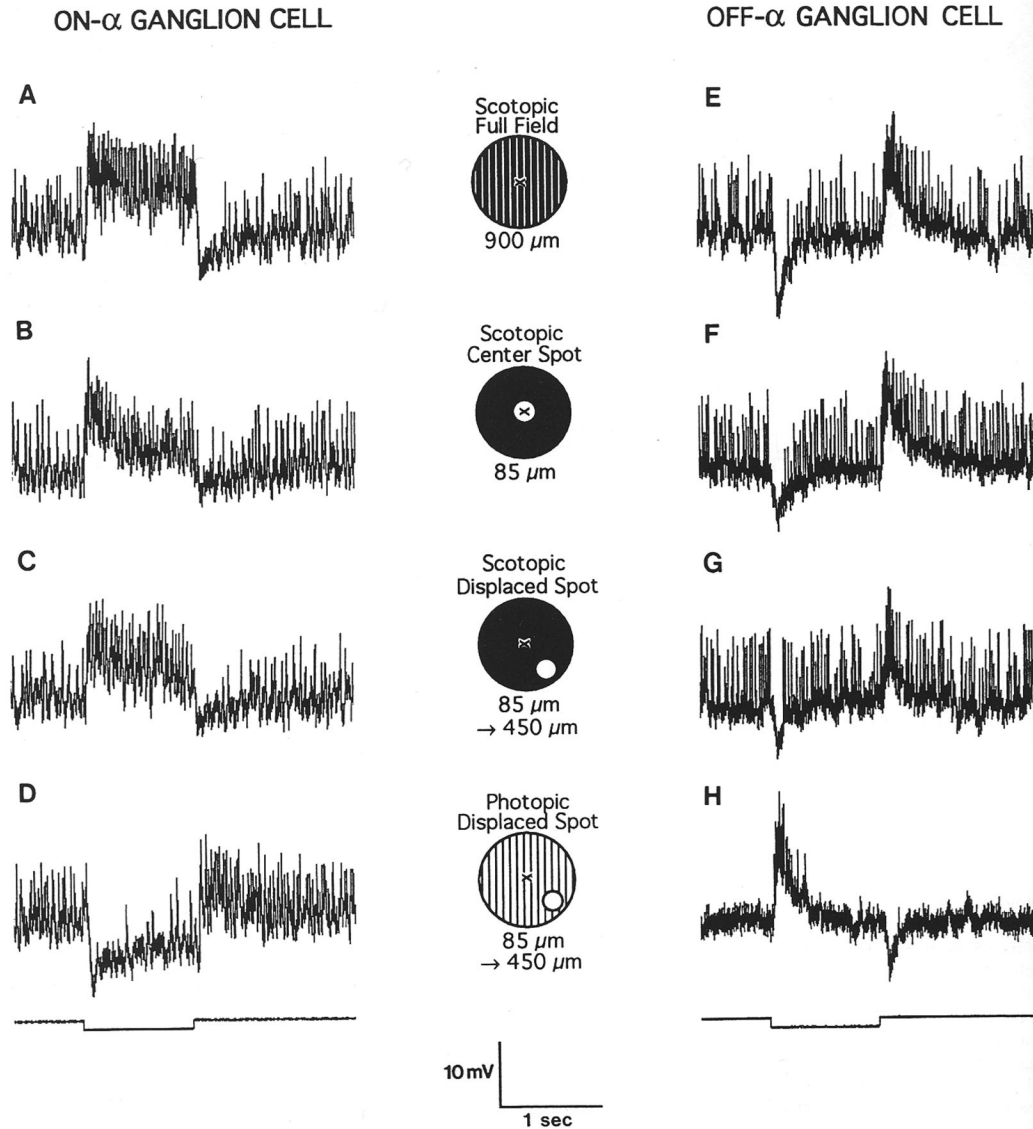 ON-α GANGLION CELL
OFF-α GANGLION CELL
A
Scotopic
Full Field
900 µm
E
B
Scotopic
Center Spot
85 µm
F
C
Scotopic
Displaced Spot
85 µm
→ 450 µm
G
D
Photopic
Displaced Spot
85 µm
→ 450 µm
H
10 mV
1 sec